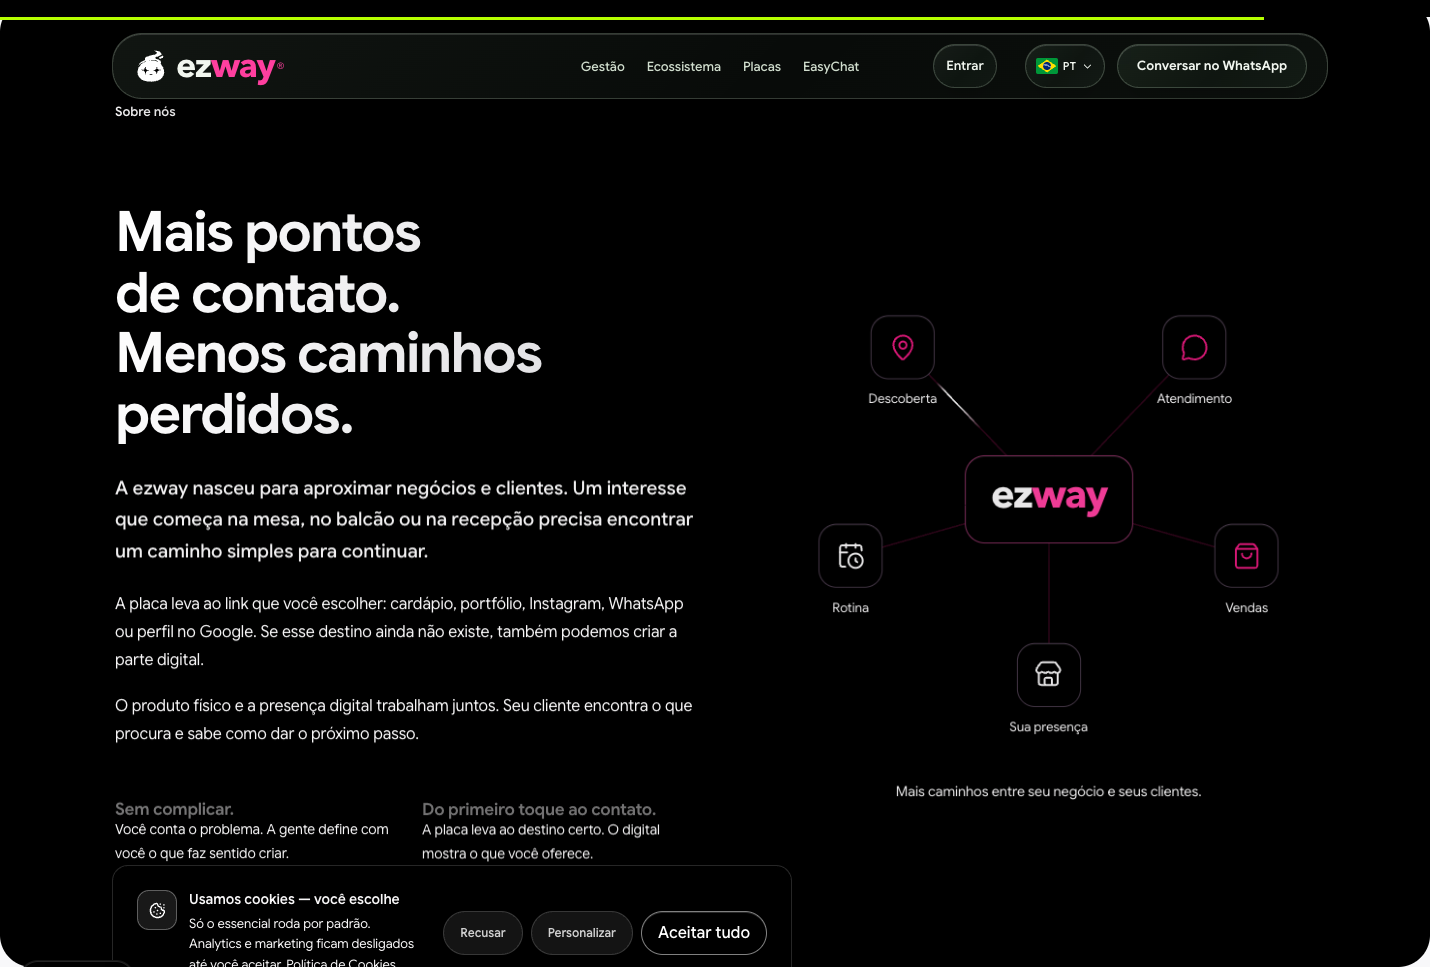 ezway®
Gestão
Ecossistema
Placas
EasyChat
Entrar
PT
Conversar no WhatsApp
Sobre nós
Mais pontos
de contato.
Menos caminhos
perdidos.
A ezway nasceu para aproximar negócios e clientes. Um interesse
que começa na mesa, no balcão ou na recepção precisa encontrar
um caminho simples para continuar.
A placa leva ao link que você escolher: cardápio, portfólio, Instagram, WhatsApp
ou perfil no Google. Se esse destino ainda não existe, também podemos criar a
parte digital.
O produto físico e a presença digital trabalham juntos. Seu cliente encontra o que
procura e sabe como dar o próximo passo.
Sem complicar.
Você conta o problema. A gente define com
você o que faz sentido criar.
Do primeiro toque ao contato.
A placa leva ao destino certo. O digital
mostra o que você oferece.
Descoberta
Atendimento
ezway
Rotina
Vendas
Sua presença
Mais caminhos entre seu negócio e seus clientes.
Usamos cookies — você escolhe
Só o essencial roda por padrão.
Analytics e marketing ficam desligados
até você aceitar. Política de Cookies
Recusar
Personalizar
Aceitar tudo